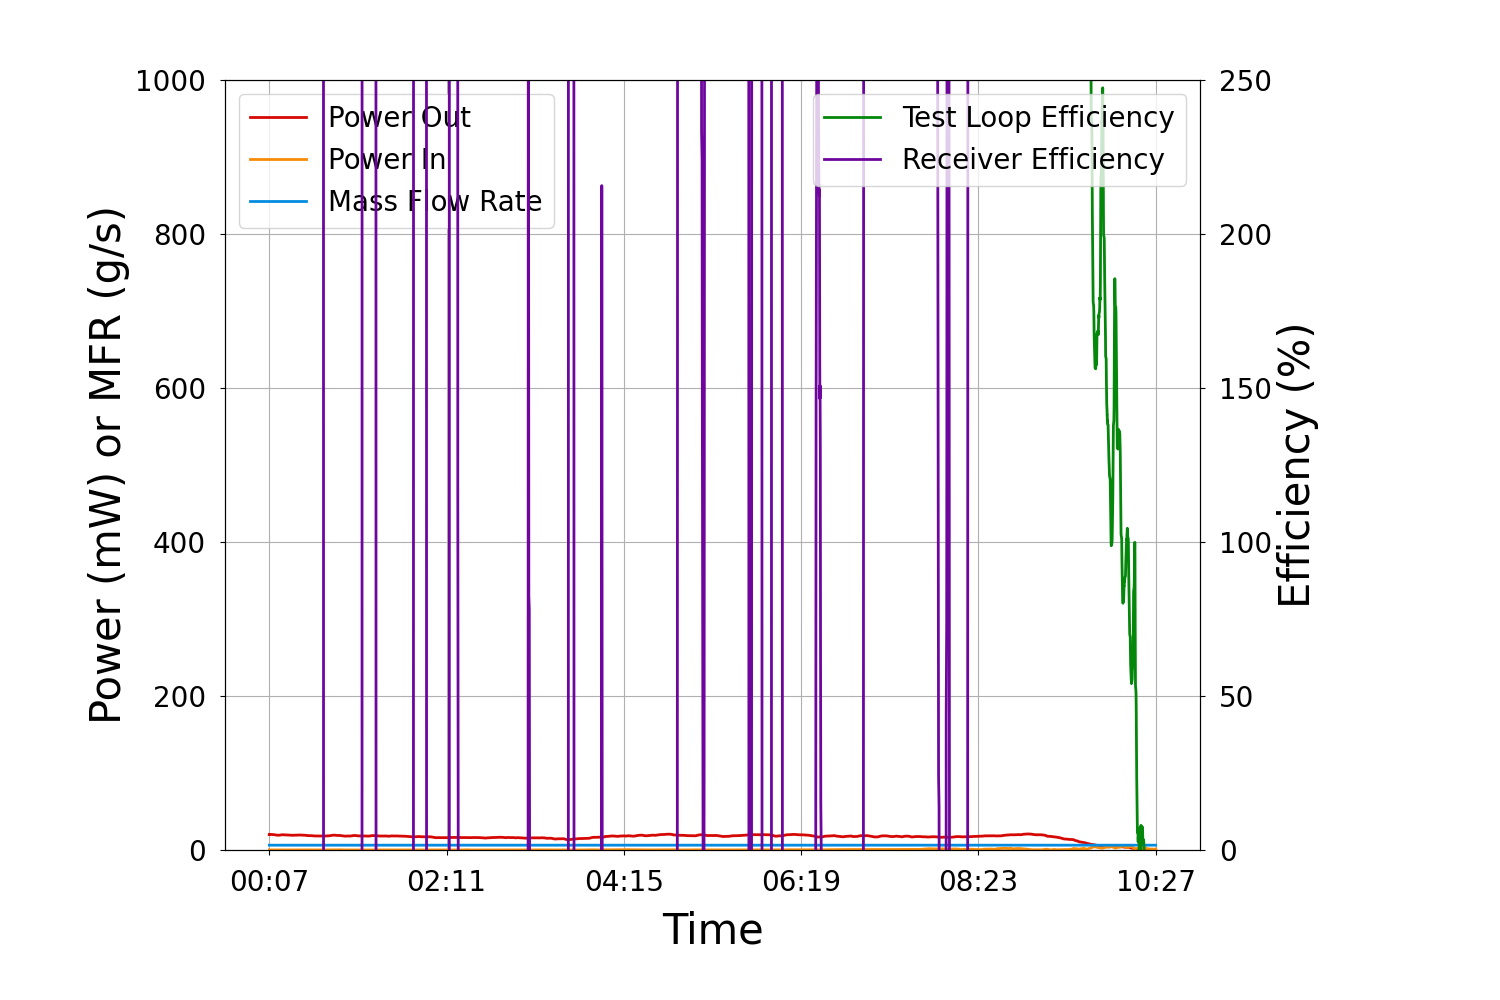 1000
800
600
400
200
0
Power (mW) or MFR (g/s)
Power Out
Power In
Mass Flow Rate
Test Loop Efficiency
Receiver Efficiency
250
200
150
100
50
0
Efficiency (%)
00:07 02:11 04:15 06:19 08:23 10:27
Time